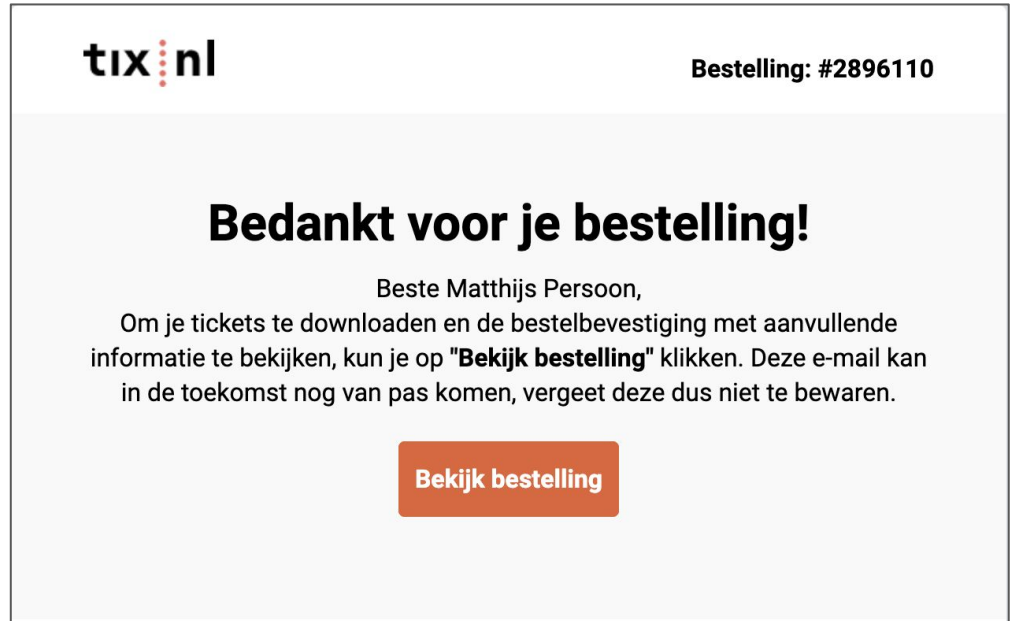 tix nl
Bestelling: #2896110
Bedankt voor je bestelling!
Beste Matthijs Persoon,
Om je tickets te downloaden en de bestelbevestiging met aanvullende
informatie te bekijken, kun je op "Bekijk bestelling" klikken. Deze e-mail kan
in de toekomst nog van pas komen, vergeet deze dus niet te bewaren.
Bekijk bestelling